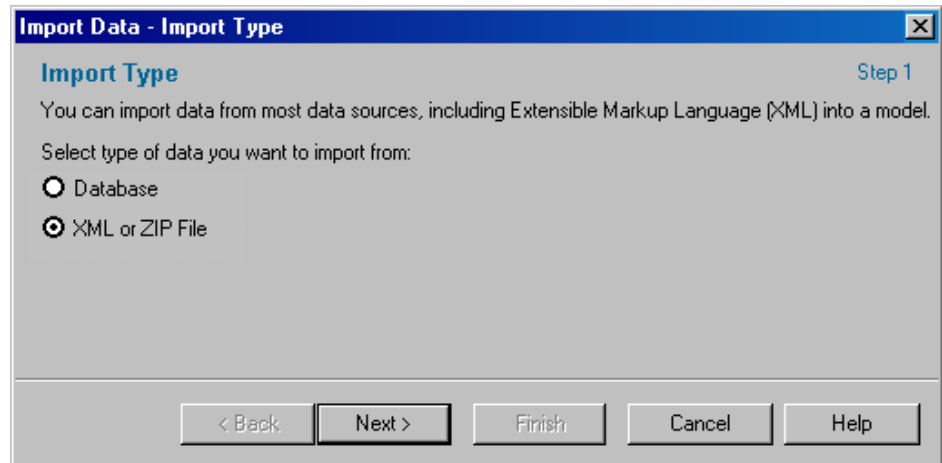 Import Data - Import Type
Import Type
Step 1
You can import data from most data sources, including Extensible Markup Language (XML) into a model.
Select type of data you want to import from:
Database
XML or ZIP File
< Back
Next >
Finish
Cancel
Help